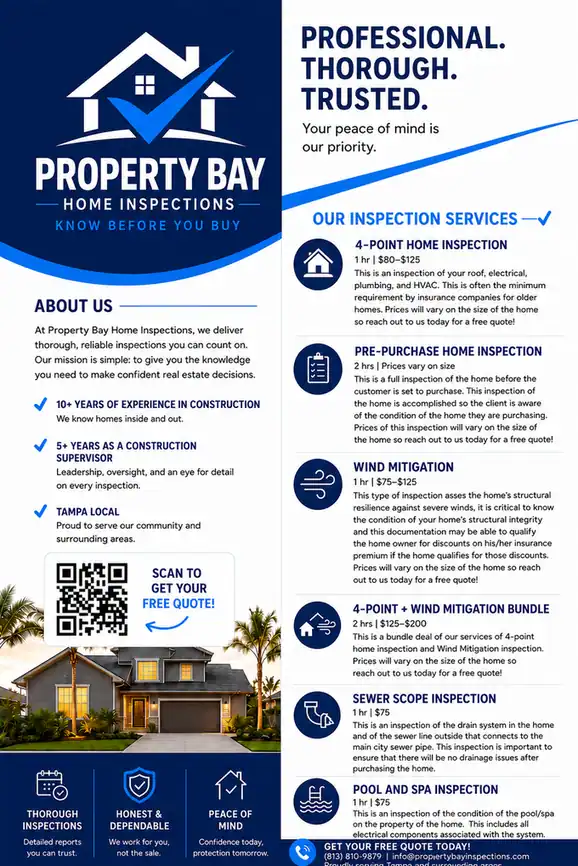 PROPERTY BAY
HOME INSPECTIONS
KNOW BEFORE YOU BUY
PROFESSIONAL.
THOROUGH.
TRUSTED.
Your peace of mind is
our priority.
ABOUT US
At Property Bay Home Inspections, we deliver
thorough, reliable inspections you can count on.
Our mission is simple: to give you the knowledge
you need to make confident real estate decisions.
10+ YEARS OF EXPERIENCE IN CONSTRUCTION
We know homes inside and out.
5+ YEARS AS A CONSTRUCTION
SUPERVISOR
Leadership, oversight, and an eye for detail
on every inspection.
TAMPA LOCAL
Proud to serve our community and
surrounding areas.
SCAN TO
GET YOUR
FREE QUOTE!
THOROUGH
INSPECTIONS
Detailed reports
you can trust.
HONEST &
DEPENDABLE
We work for you,
not the sale.
PEACE OF
MIND
Confidence today,
protection tomorrow.
OUR INSPECTION SERVICES
4-POINT HOME INSPECTION
1 hr | $80–$125
This is an inspection of your roof, electrical,
plumbing, and HVAC. This is often the minimum
requirement by insurance companies for older
homes. Prices will vary on the size of the home
so reach out to us today for a free quote!
PRE-PURCHASE HOME INSPECTION
2 hrs | Prices vary on size
This is a full inspection of the home before the
customer is set to purchase. This inspection of
the home is accomplished so the client is aware
of the condition of the home they are purchasing.
Prices of this inspection will vary on the size of
the home so reach out to us today for a free quote!
WIND MITIGATION
1 hr | $75–$125
This type of inspection asses the home's structural
resilience against severe winds, it is critical to know
the condition of your home's structural integrity
and this documentation may be able to qualify
the home owner for discounts on his/her insurance
premium if the home qualifies for those discounts.
Prices will vary on the size of the home so reach
out to us today for a free quote!
4-POINT + WIND MITIGATION BUNDLE
2 hrs | $125–$200
This is a bundle deal of our services of 4-point
home inspection and Wind Mitigation inspection.
Prices will vary on the size of the home so
reach out to us today for a free quote!
SEWER SCOPE INSPECTION
1 hr | $75
This is an inspection of the drain system in the home
and of the sewer line outside that connects to the
main city sewer pipe. This inspection is important to
ensure that there will be no drainage issues after
purchasing the home.
POOL AND SPA INSPECTION
1 hr | $75
This is an inspection of the condition of the pool/spa
on the property of the home. This includes all
electrical components associated with the system.
GET YOUR FREE QUOTE TODAY!
(813) 810-9879 | info@propertybayinspections.com
Proudly serving Tampa and surrounding areas